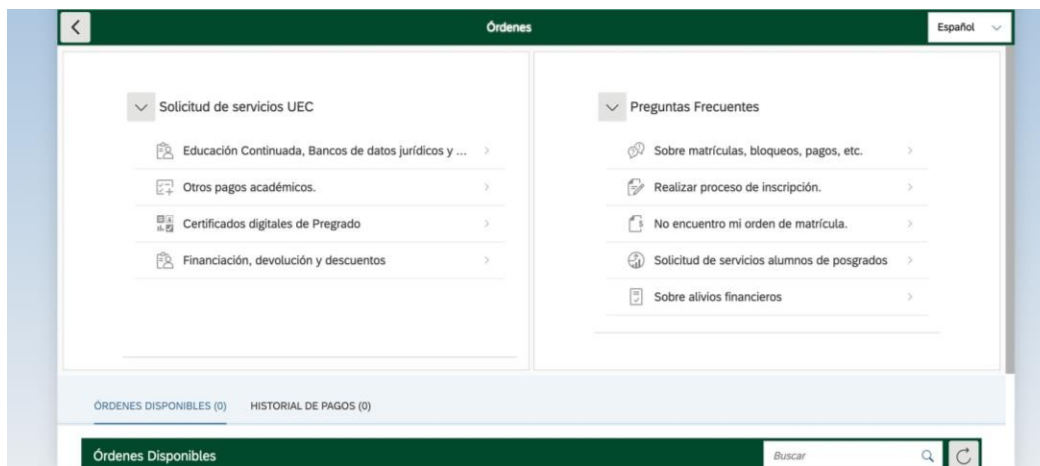 Órdenes
Español
Solicitud de servicios UEC
Educación Continuada, Bancos de datos jurídicos y ...
Otros pagos académicos.
Certificados digitales de Pregrado
Financiación, devolución y descuentos
Preguntas Frecuentes
Sobre matrículas, bloqueos, pagos, etc.
Realizar proceso de inscripción.
No encuentro mi orden de matrícula.
Solicitud de servicios alumnos de posgrados
Sobre alivios financieros
ÓRDENES DISPONIBLES (0) HISTORIAL DE PAGOS (0)
Órdenes Disponibles
Buscar